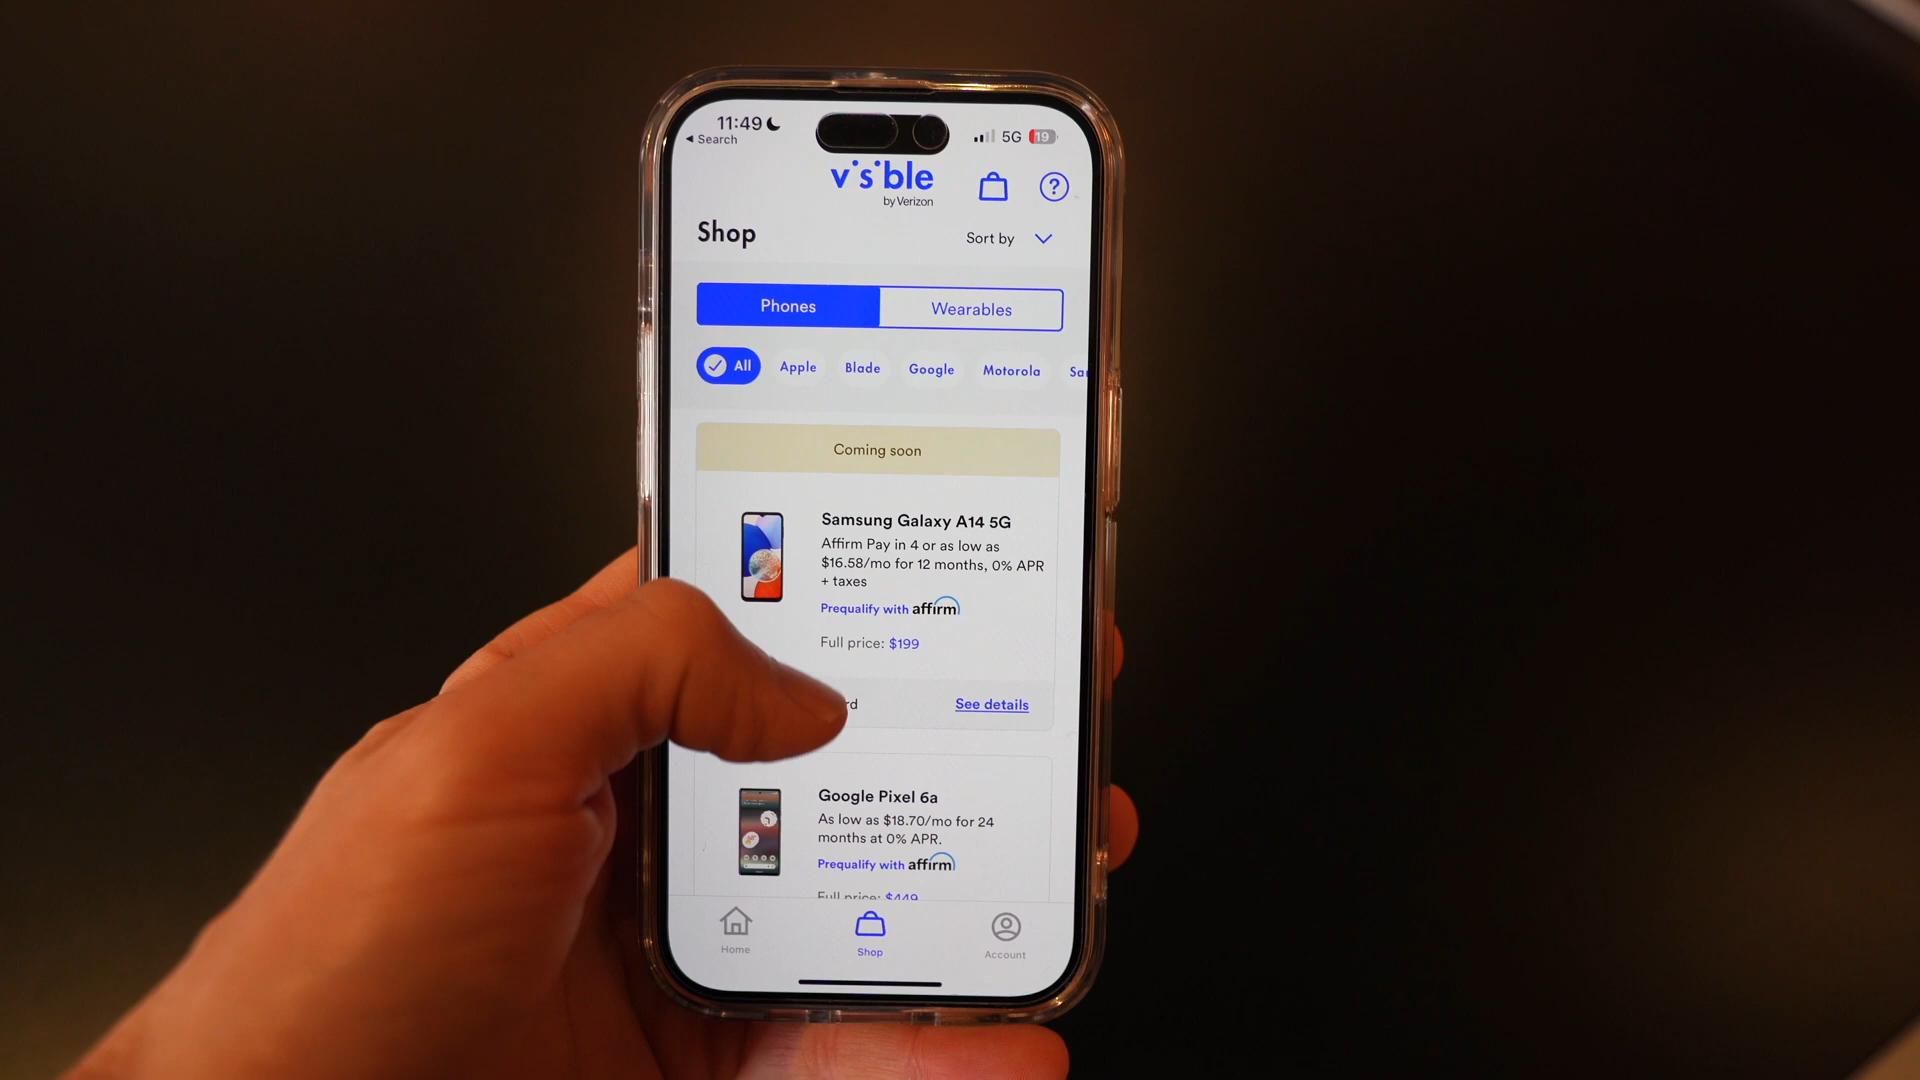 11:49
Search
5G 19
visible
by Verizon
?
Shop
Sort by
Phones Wearables
All Apple Blade Google Motorola
Coming soon
Samsung Galaxy A14 5G
Affirm Pay in 4 or as low as
$16.58/mo for 12 months, 0% APR
+ taxes
Prequalify with affirm
Full price: $199
See details
Google Pixel 6a
As low as $18.70/mo for 24
months at 0% APR.
Prequalify with affirm
Full price: $449
Home Shop Account